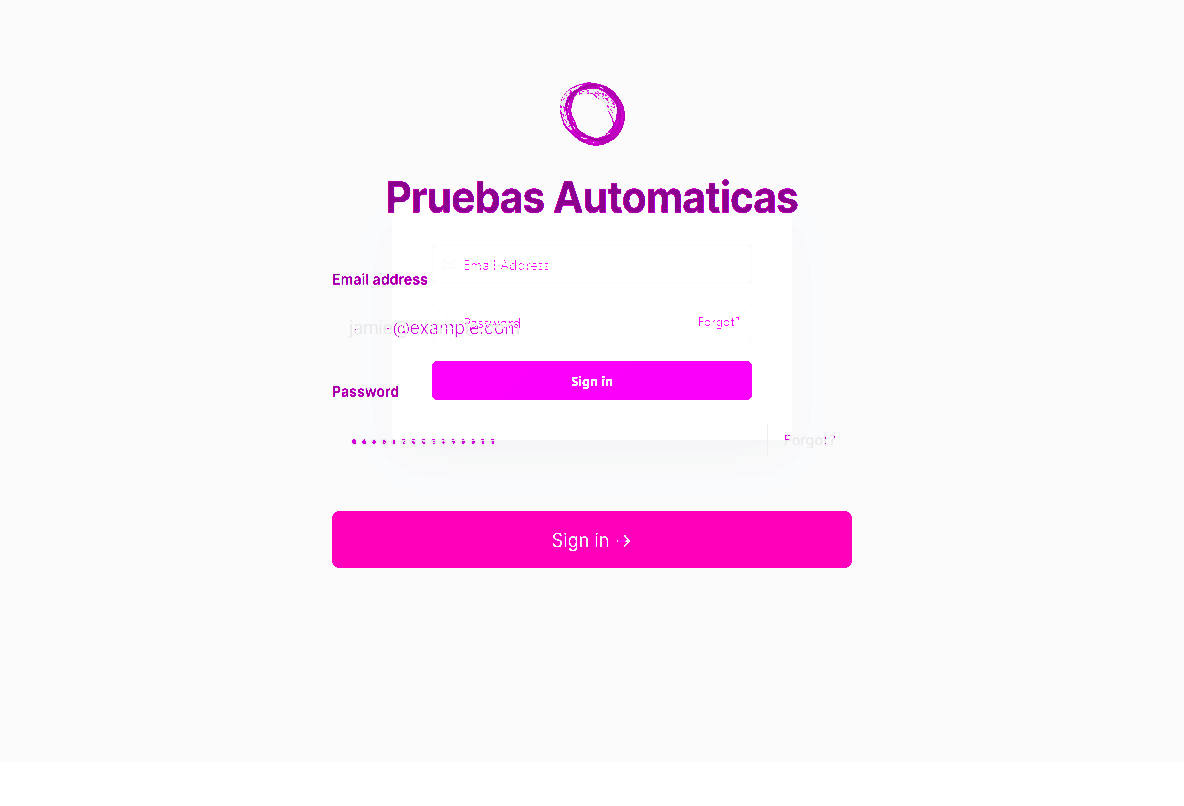 Pruebas Automaticas
Email Address
Email address
Password
Forgot?
jamie@example.com
Sign in
Password
Forgot?
Sign in →